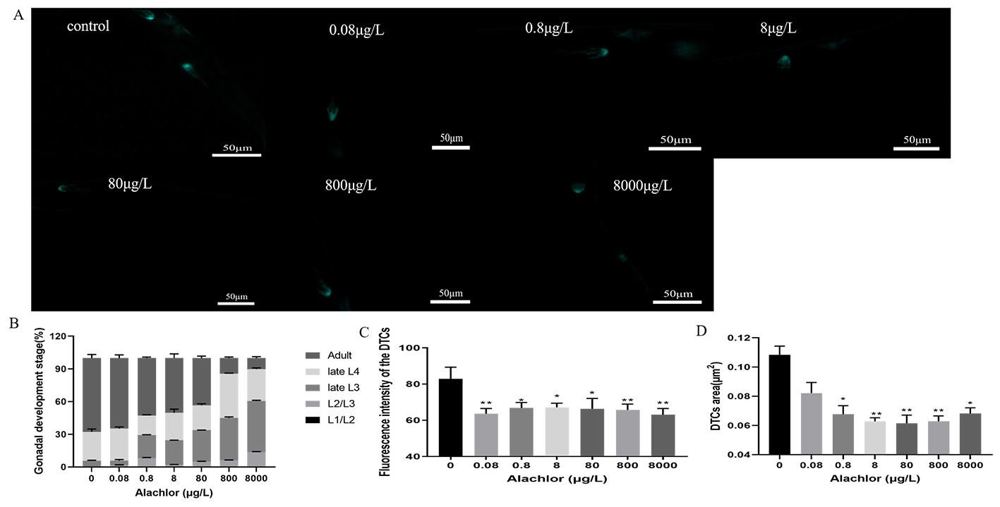 A
control
0.08μg/L
0.8μg/L
8μg/L
50μm
50μm
50μm
50μm
80μg/L
800μg/L
8000μg/L
50μm
50μm
50μm
B
Gonadal development stage(%)
120
90
60
30
0
0 0.08 0.8 8 80 800 8000
Alachlor (μg/L)
Adult
late L4
late L3
L2/L3
L1/L2
C
Fluorescence intensity of the DTCs
100
80
60
40
** * * * ** **
0 0.08 0.8 8 80 800 8000
Alachlor (μg/L)
D
DTCs area(μm²)
0.12
0.10
0.08
0.06
0.04
* ** ** ** *
0 0.08 0.8 8 80 800 8000
Alachlor (μg/L)